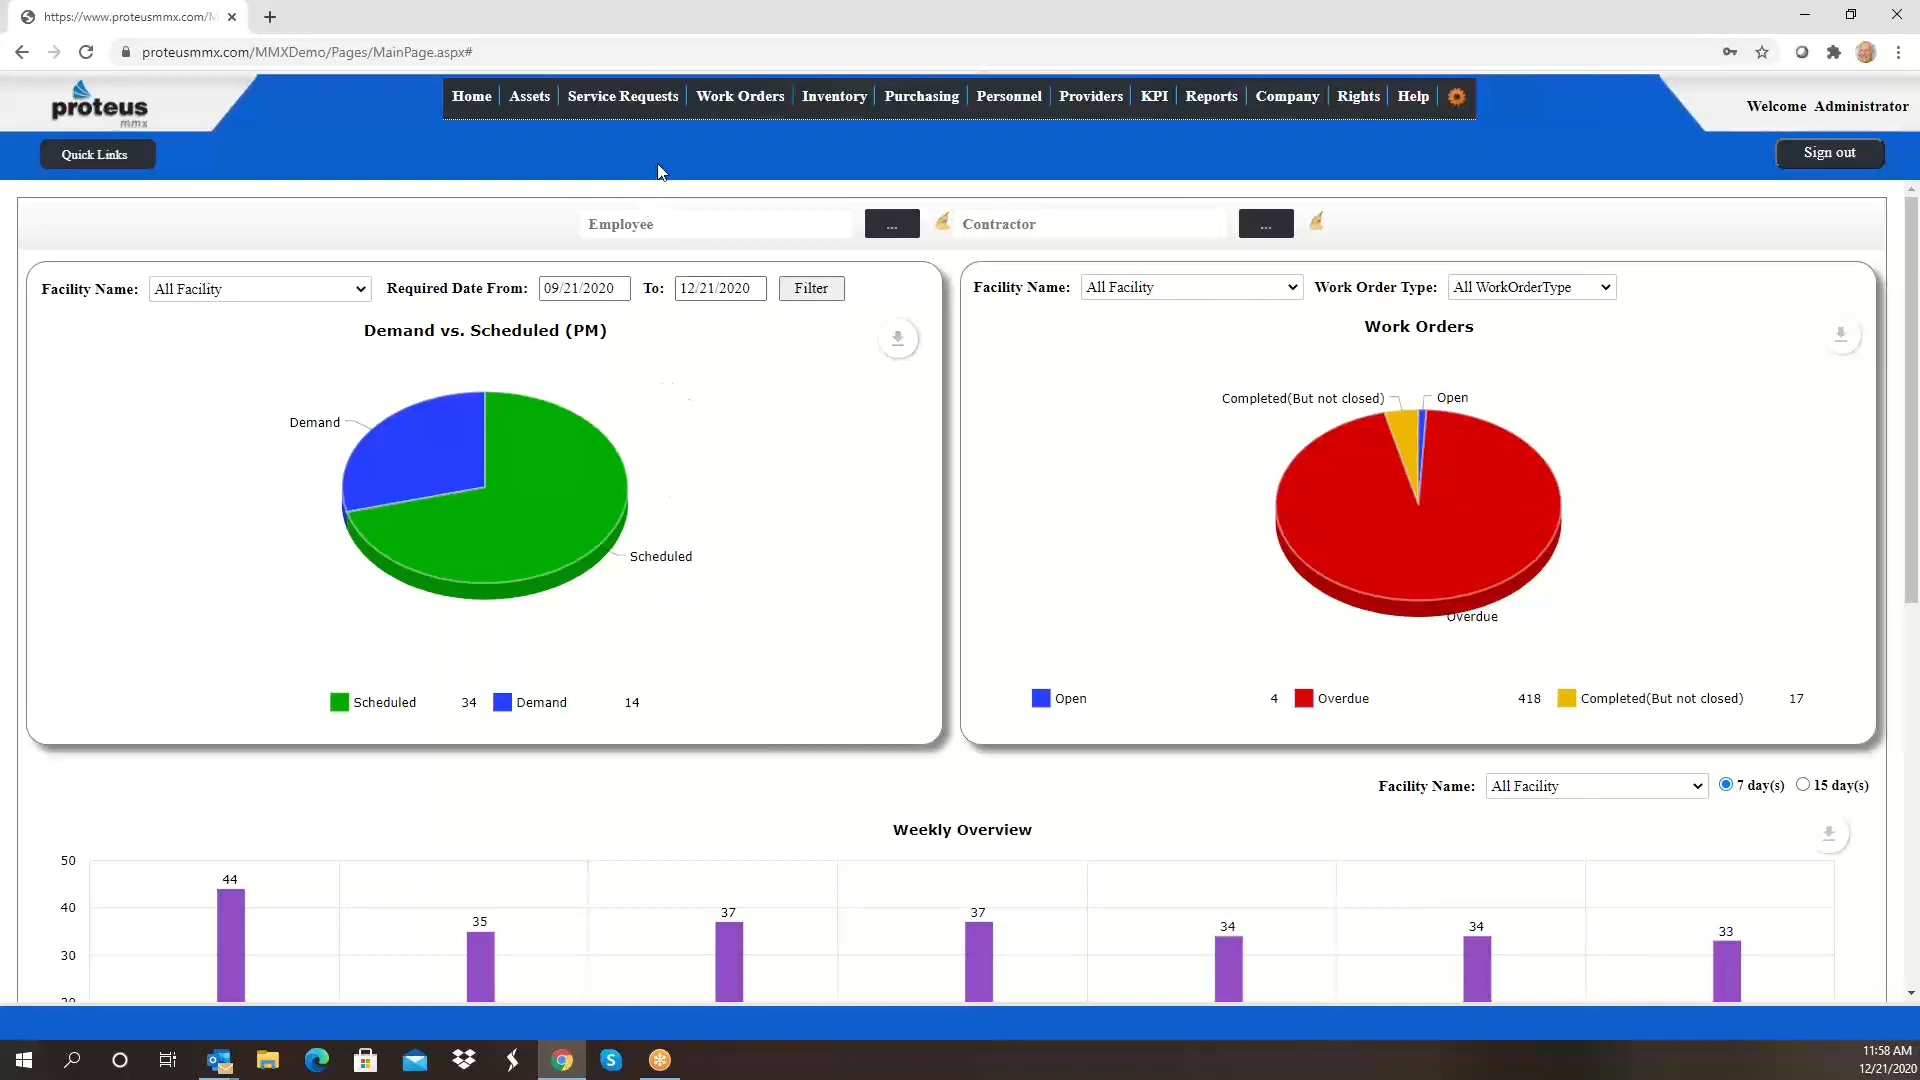 https://www.proteusmmx.com/M
proteusmmx.com/MMXDemo/Pages/MainPage.aspx#
proteus
mmx
Home Assets Service Requests Work Orders Inventory Purchasing Personnel Providers KPI Reports Company Rights Help
Welcome Administrator
Quick Links
Sign out
Employee ... Contractor ...
Facility Name: All Facility Required Date From: 09/21/2020 To: 12/21/2020 Filter
Demand vs. Scheduled (PM)
Demand
Scheduled
Scheduled 34 Demand 14
Facility Name: All Facility Work Order Type: All WorkOrderType
Work Orders
Completed(But not closed) Open
Overdue
Open 4 Overdue 418 Completed(But not closed) 17
Facility Name: All Facility 7 day(s) 15 day(s)
Weekly Overview
50
44
40
35 37 37 34 34 33
30
20
11:58 AM
12/21/2020